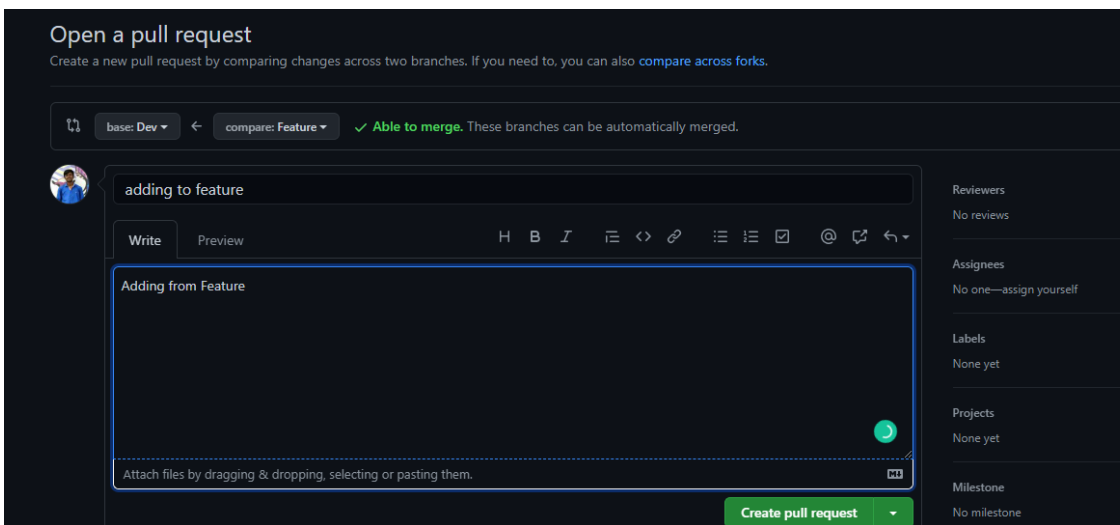 Open a pull request
Create a new pull request by comparing changes across two branches. If you need to, you can also compare across forks.
base: Dev compare: Feature Able to merge. These branches can be automatically merged.
adding to feature
Write Preview H B I
Adding from Feature
Attach files by dragging & dropping, selecting or pasting them.
Create pull request
Reviewers
No reviews
Assignees
No one—assign yourself
Labels
None yet
Projects
None yet
Milestone
No milestone